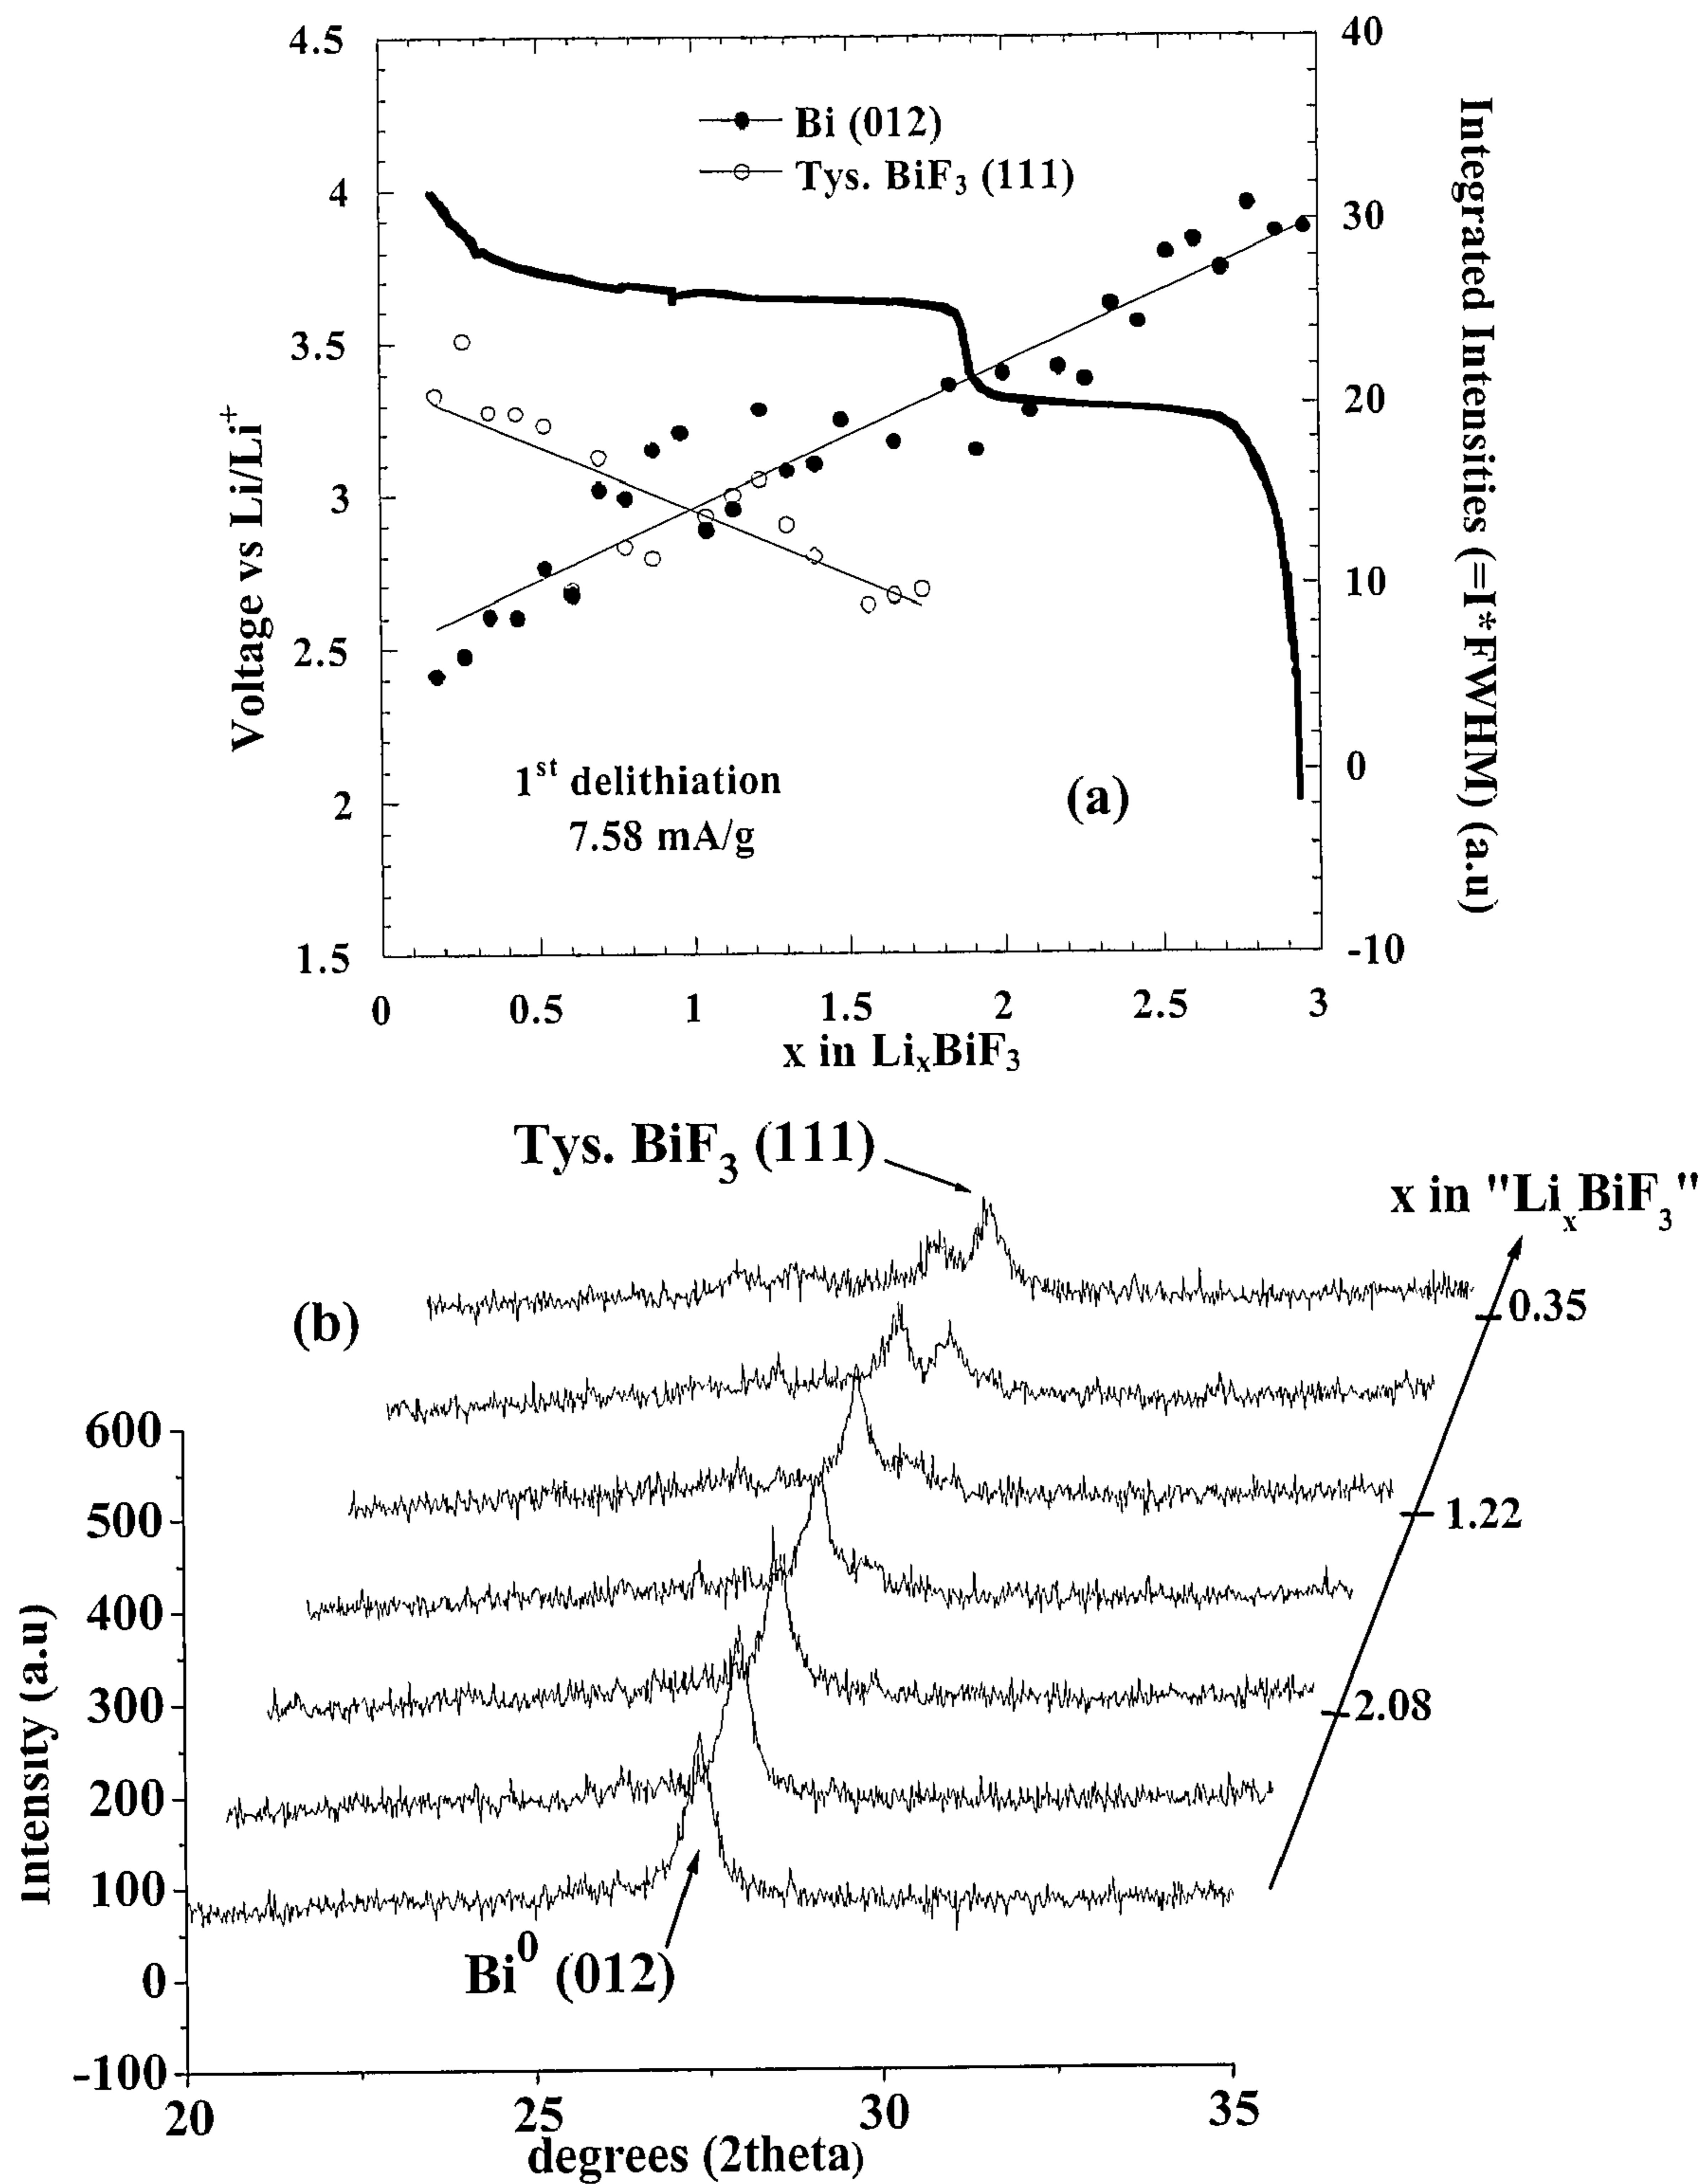 4.5
4
3.5
3
2.5
2
1.5
40
30
20
10
0
-10
Voltage vs Li/Li⁺
Integrated Intensities (=I*FWHM) (a.u)
Bi (012)
Tys. BiF₃ (111)
1ˢᵗ delithiation
7.58 mA/g
(a)
0 0.5 1 1.5 2 2.5 3
x in LiₓBiF₃
Tys. BiF₃ (111)
x in "LiₓBiF₃"
(b)
0.35
1.22
2.08
600
500
400
300
200
100
0
-100
Intensity (a.u)
Bi⁰ (012)
20 25 30 35
degrees (2theta)